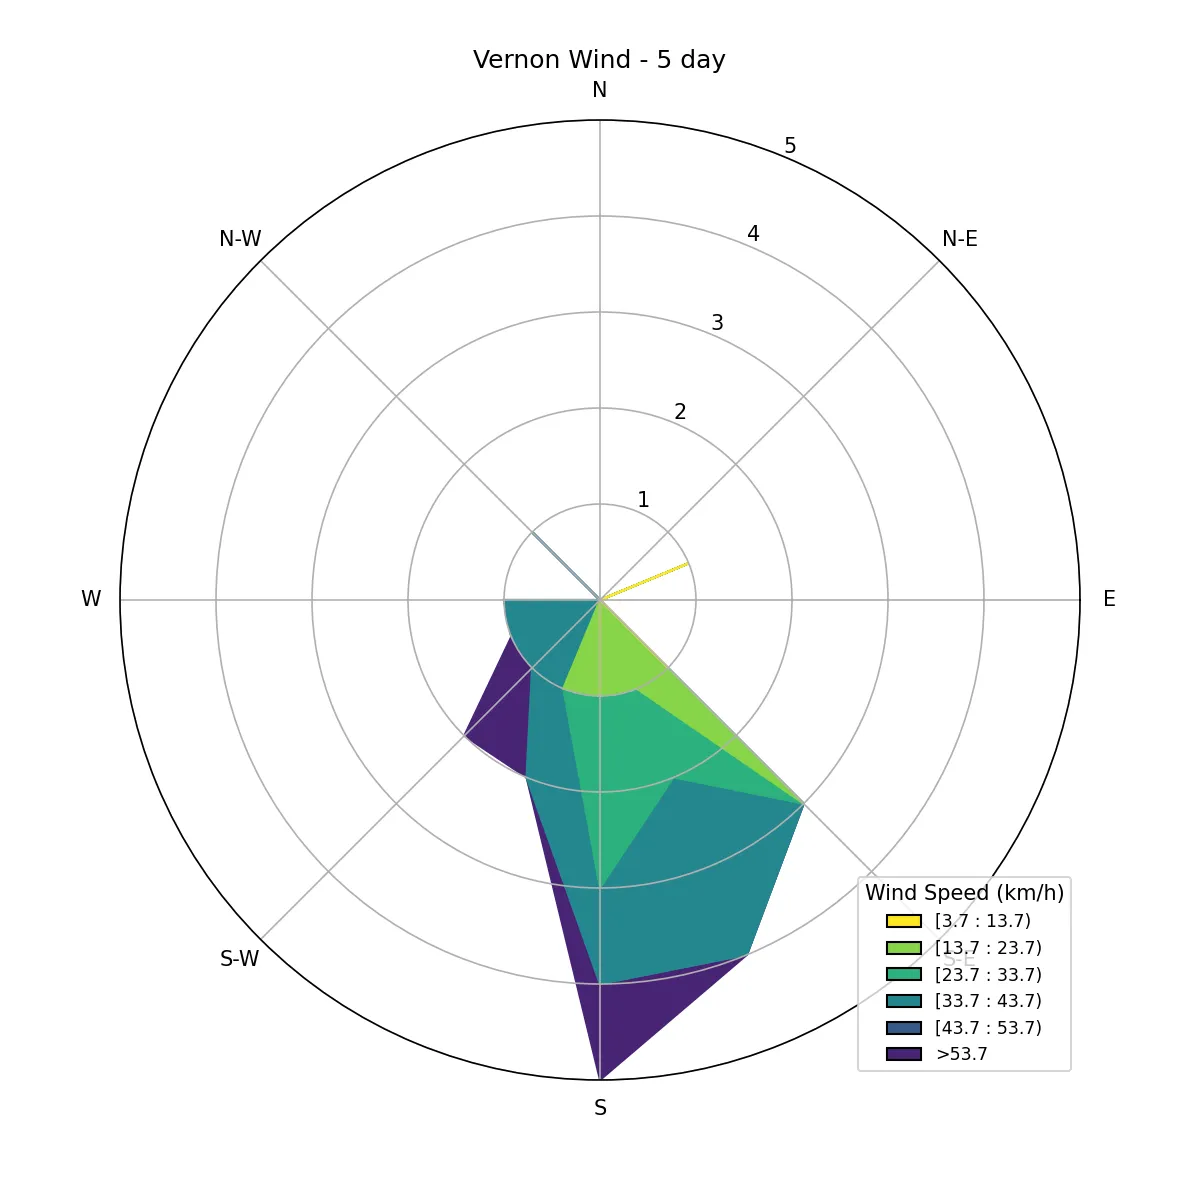 Vernon Wind - 5 day
N
5
N-W
N-E
4
3
2
1
W
E
S-W
S-E
S
Wind Speed (km/h)
[3.7 : 13.7)
[13.7 : 23.7)
[23.7 : 33.7)
[33.7 : 43.7)
[43.7 : 53.7)
>53.7